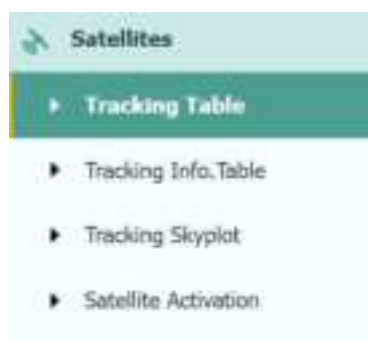 Satellites
Tracking Table
Tracking Info.Table
Tracking Skyplot
Satellite Activation